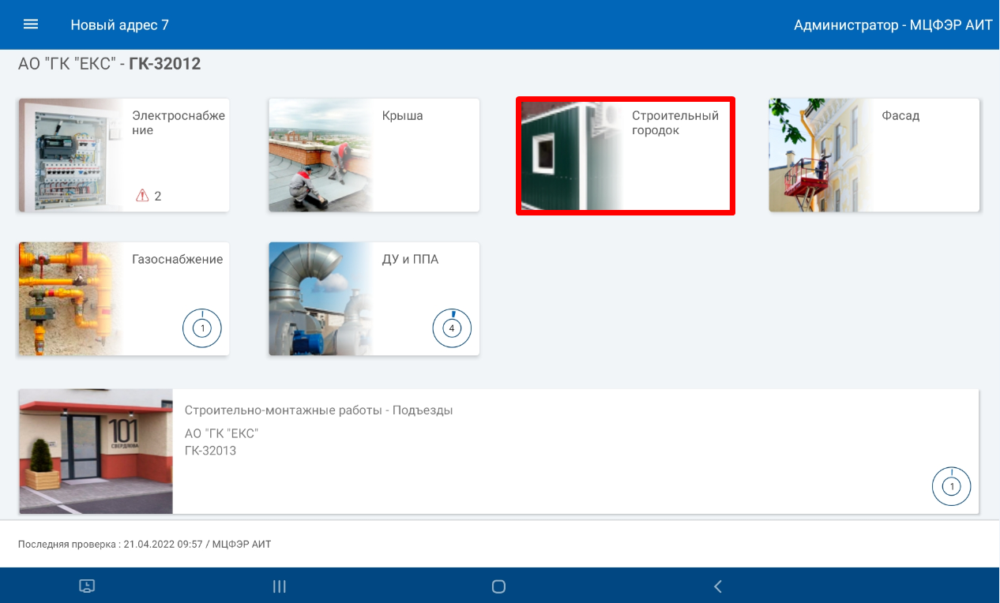 Новый адрес 7
Администратор - МЦФЭР АИТ
АО "ГК "ЕКС" - ГК-32012
Электроснабже
ние
2
Крыша
Строительный
городок
Фасад
Газоснабжение
1
ДУ и ППА
4
101
СВЕРДЛОВА
Строительно-монтажные работы - Подъезды
АО "ГК "ЕКС"
ГК-32013
1
Последняя проверка : 21.04.2022 09:57 / МЦФЭР АИТ